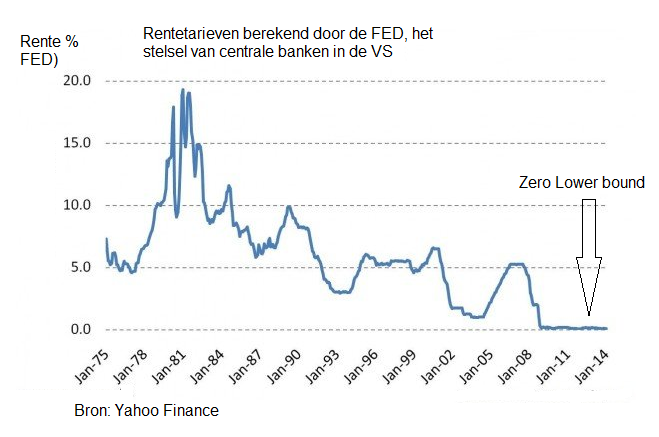 Rentetarieven berekend door de FED, het
stelsel van centrale banken in de VS
Rente %
FED)
20.0
15.0
10.0
5.0
0.0
Zero Lower bound
Jan-75
Jan-78
Jan-81
Jan-84
Jan-87
Jan-90
Jan-93
Jan-96
Jan-99
Jan-02
Jan-05
Jan-08
Jan-11
Jan-14
Bron: Yahoo Finance